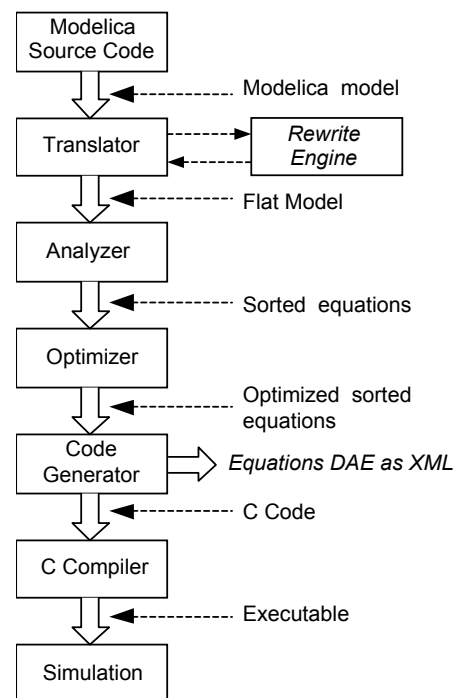 Modelica
Source Code
Modelica model
Translator
Rewrite
Engine
Flat Model
Analyzer
Sorted equations
Optimizer
Optimized sorted
equations
Code
Generator
Equations DAE as XML
C Code
C Compiler
Executable
Simulation